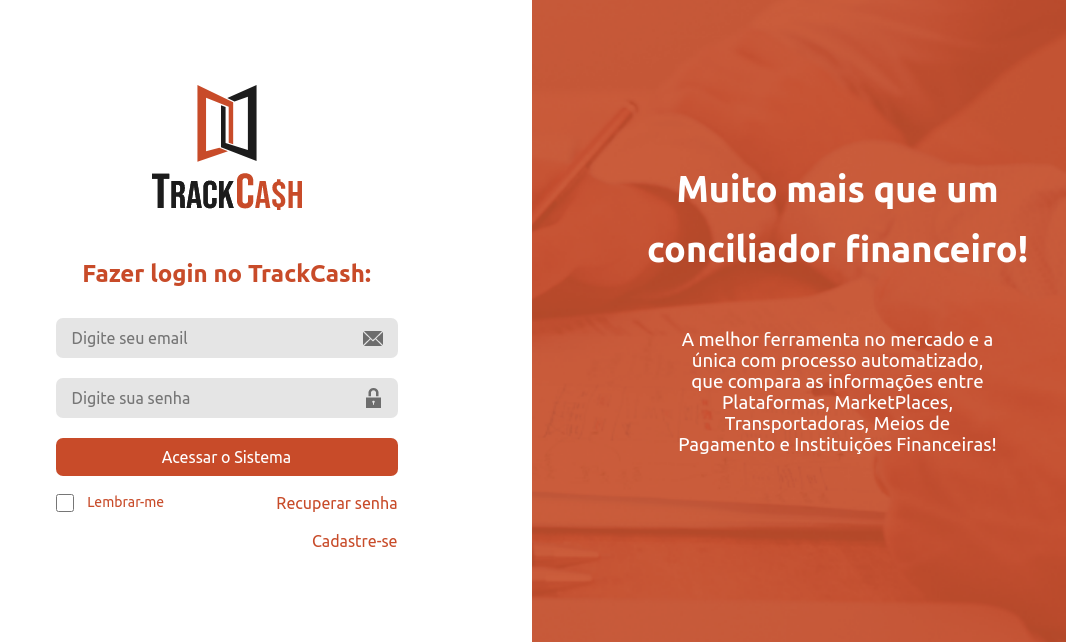 TRACKCA$H
Fazer login no TrackCash:
Digite seu email
Digite sua senha
Acessar o Sistema
Lembrar-me
Recuperar senha
Cadastre-se
Muito mais que um
conciliador financeiro!
A melhor ferramenta no mercado e a
única com processo automatizado,
que compara as informações entre
Plataformas, MarketPlaces,
Transportadoras, Meios de
Pagamento e Instituições Financeiras!